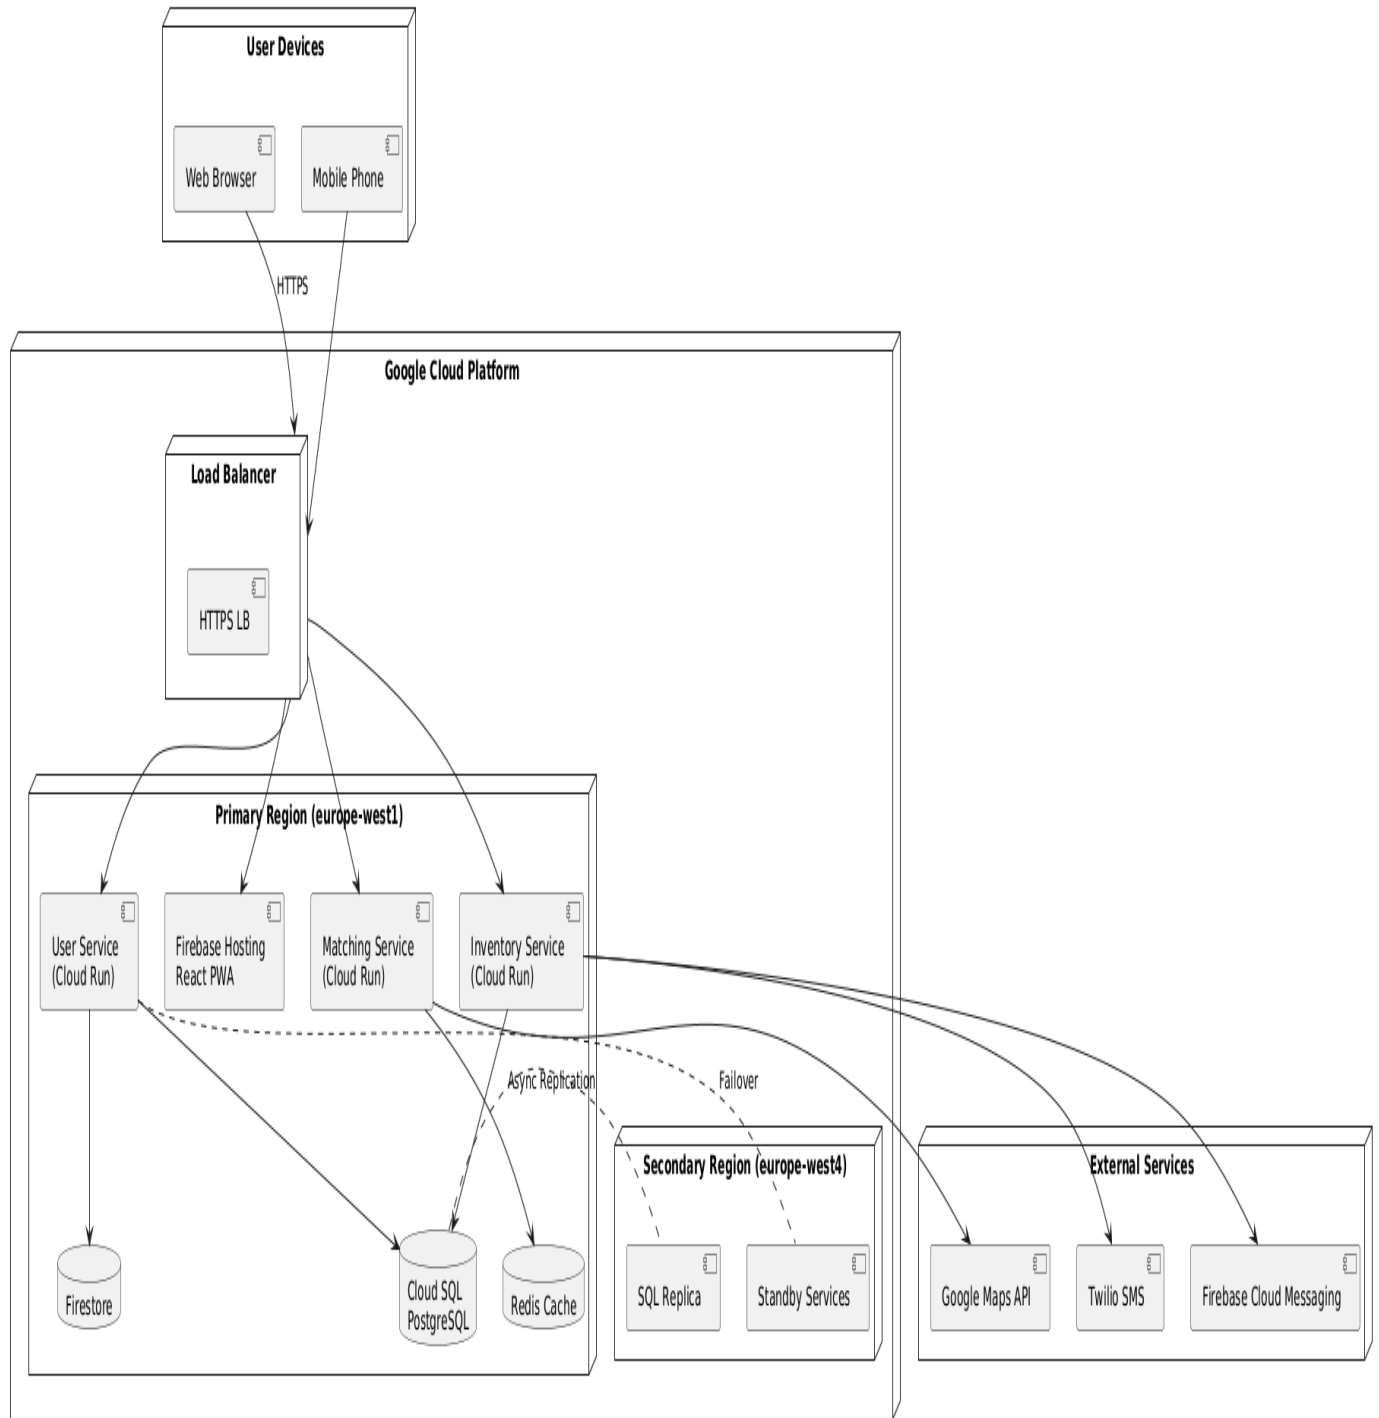 User Devices
Web Browser
Mobile Phone
HTTPS
Google Cloud Platform
Load Balancer
HTTPS LB
Primary Region (europe-west1)
User Service
(Cloud Run)
Firebase Hosting
React PWA
Matching Service
(Cloud Run)
Inventory Service
(Cloud Run)
Async Replication
Failover
Secondary Region (europe-west4)
External Services
Firestore
Cloud SQL
PostgreSQL
Redis Cache
SQL Replica
Standby Services
Google Maps API
Twilio SMS
Firebase Cloud Messaging